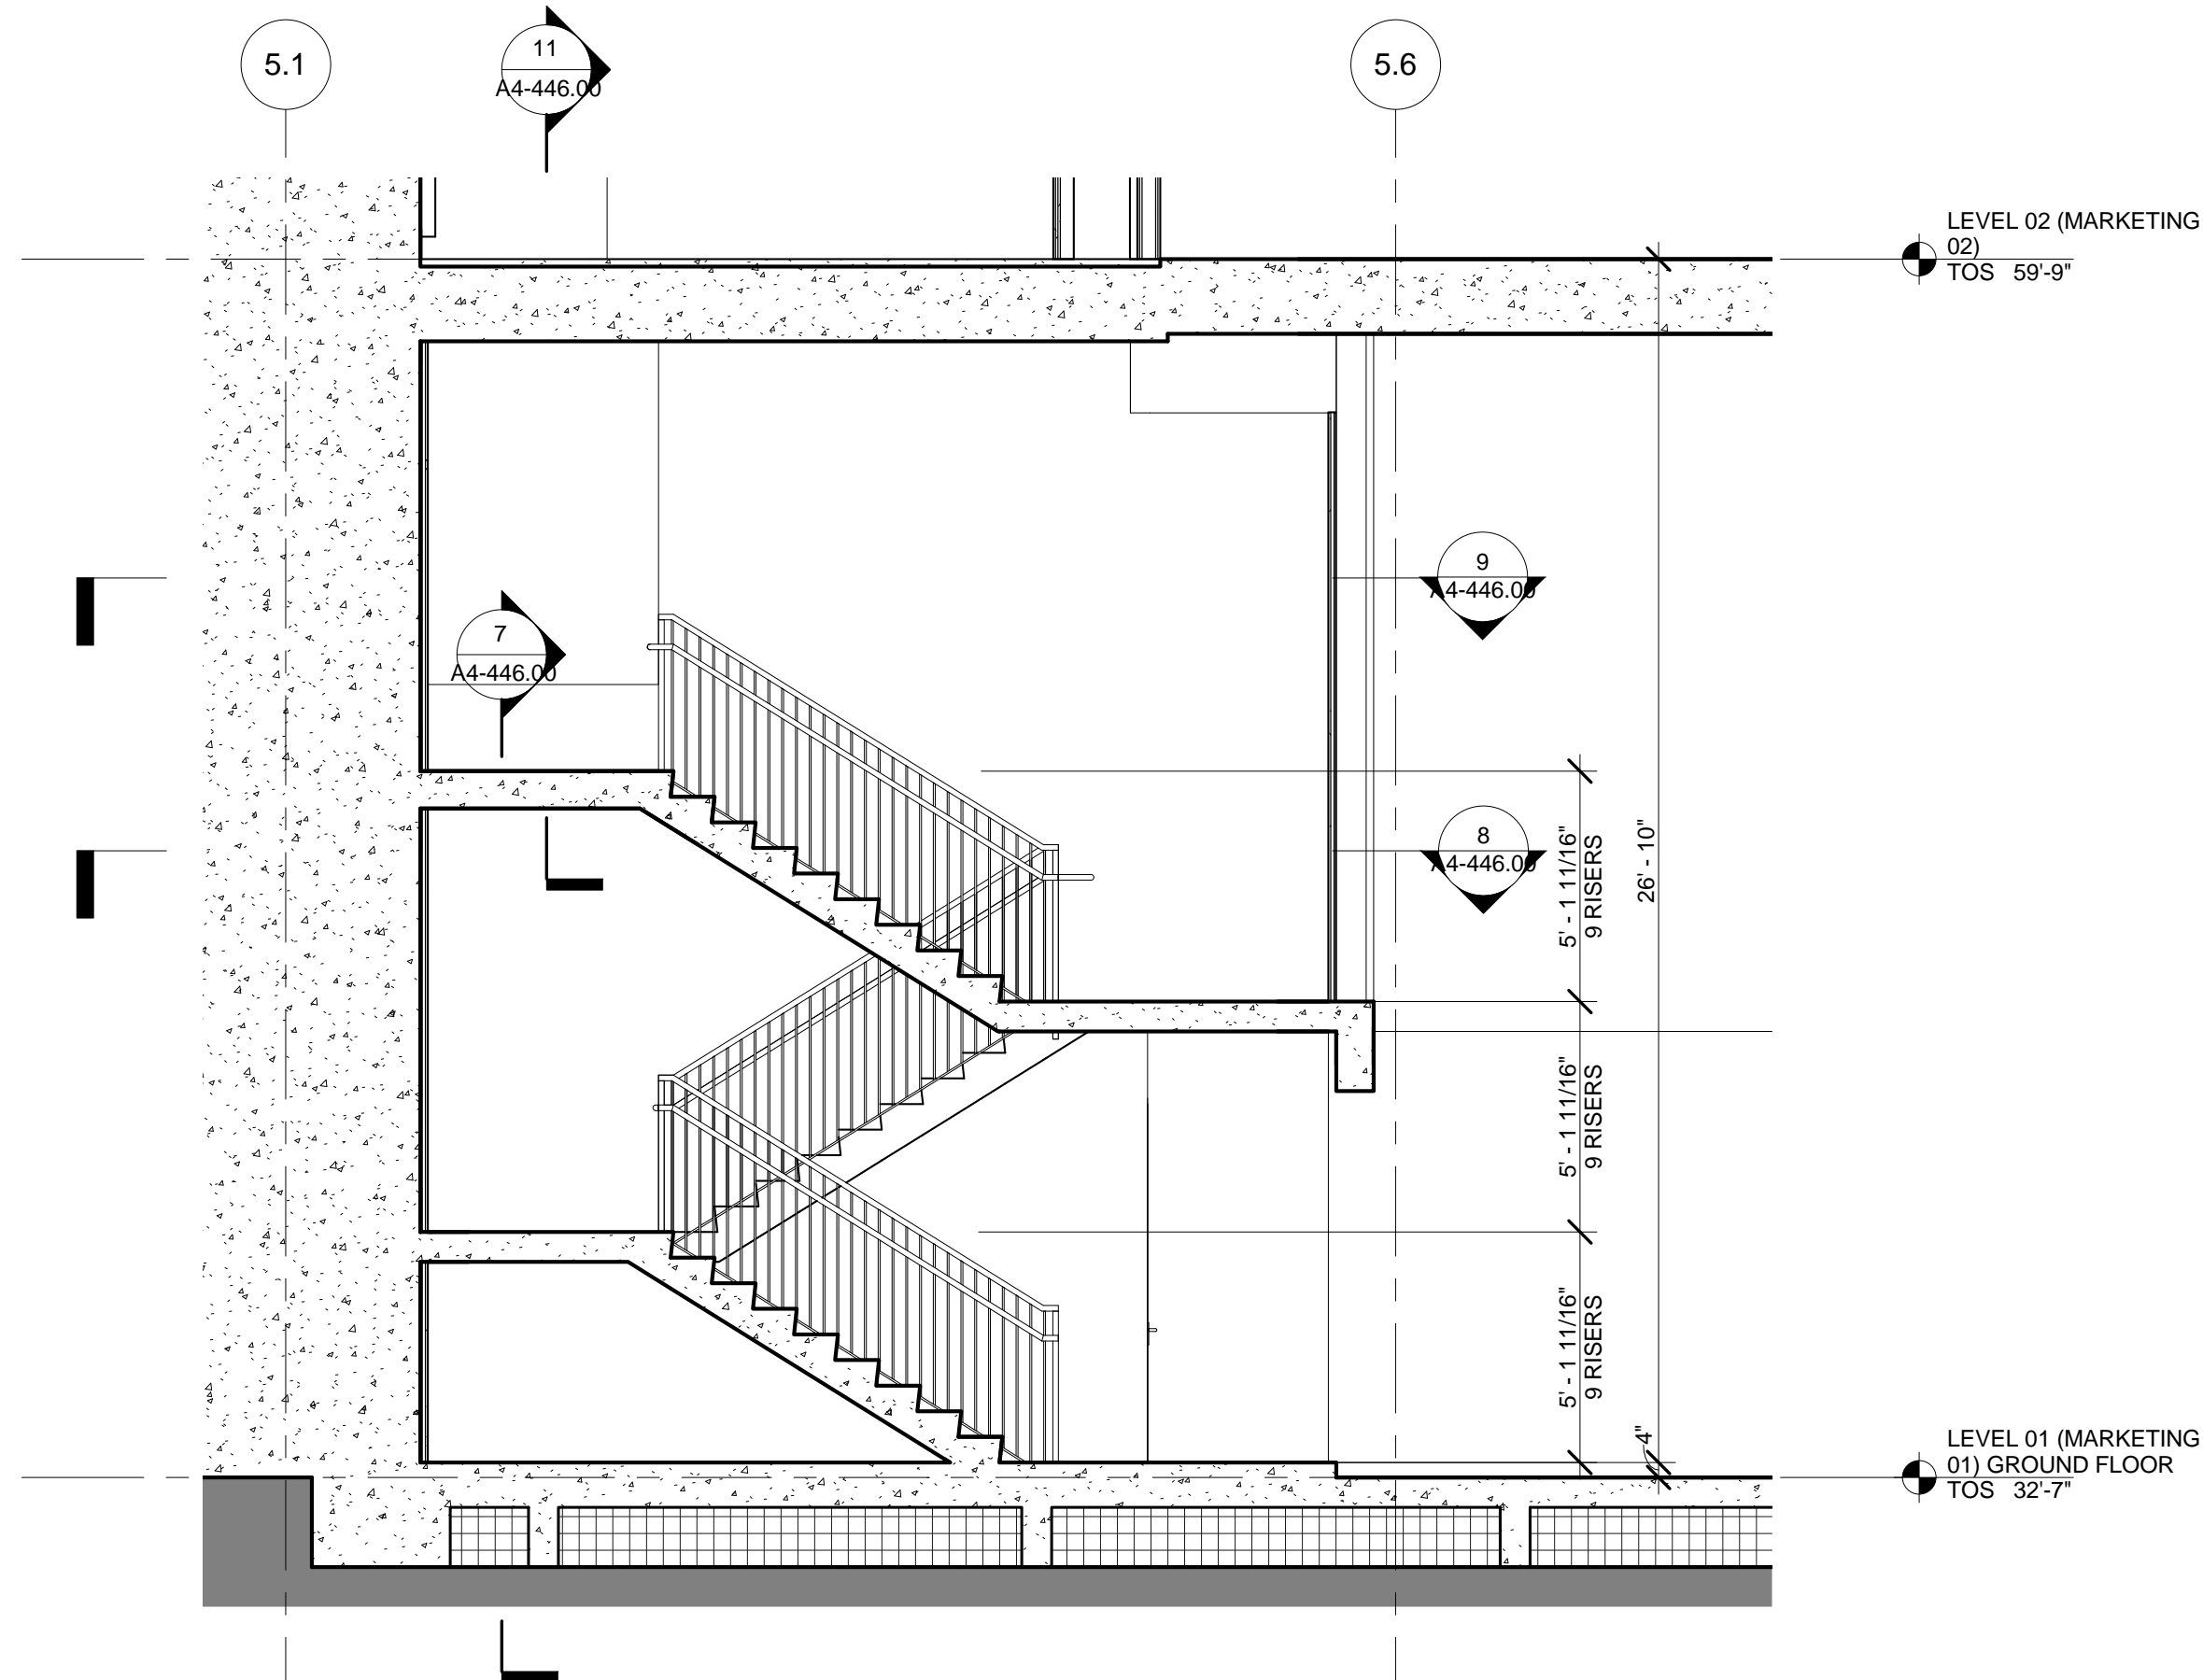 5.1
11
A4-446.00
5.6
LEVEL 02 (MARKETING
02)
TOS 59'-9"
9
A4-446.00
7
A4-446.00
8
A4-446.00
5' - 1 11/16"
9 RISERS
26' - 10"
5' - 1 11/16"
9 RISERS
5' - 1 11/16"
9 RISERS
4"
LEVEL 01 (MARKETING
01) GROUND FLOOR
TOS 32'-7"